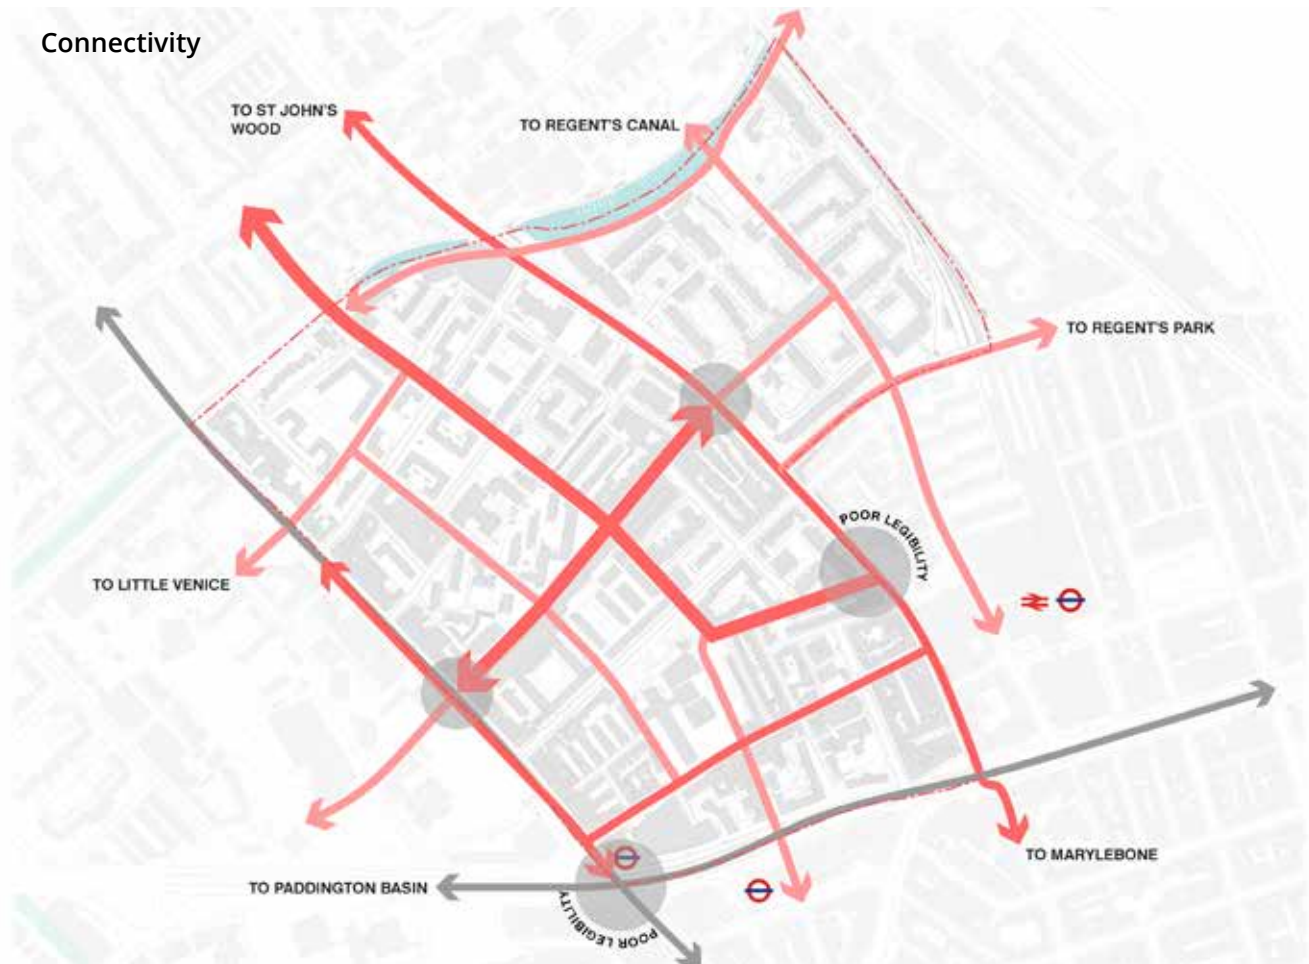 Connectivity
TO ST JOHN'S
WOOD
TO REGENT'S CANAL
TO REGENT'S PARK
POOR LEGIBILITY
TO LITTLE VENICE
TO MARYLEBONE
TO PADDINGTON BASIN
POOR LEGIBILITY